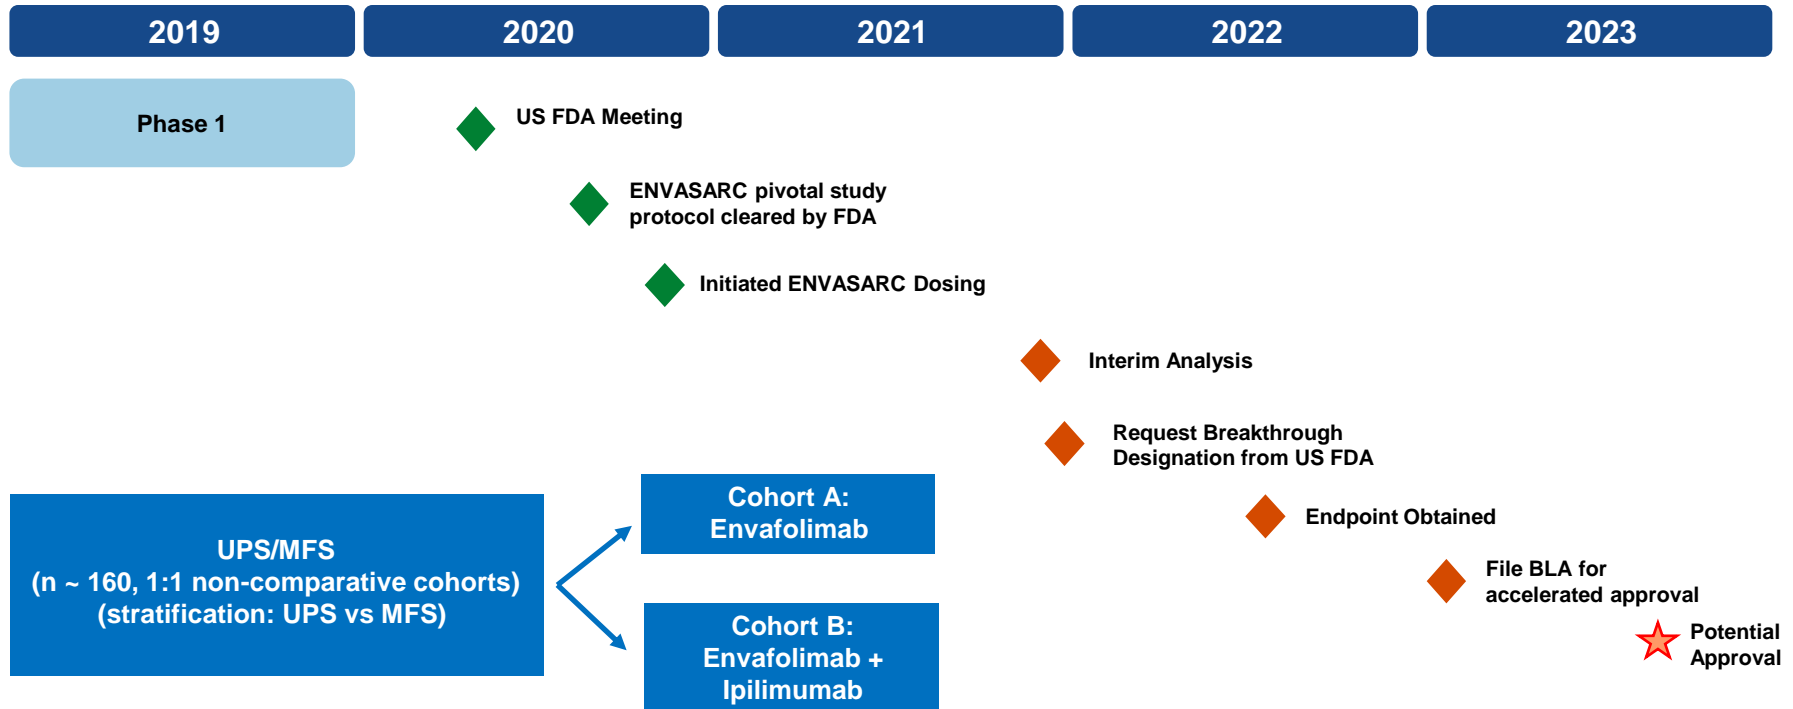 2019
2020
2021
2022
2023
Phase 1
US FDA Meeting
ENVASARC pivotal study
protocol cleared by FDA
Initiated ENVASARC Dosing
Interim Analysis
Request Breakthrough
Designation from US FDA
Endpoint Obtained
File BLA for
accelerated approval
Potential
Approval
UPS/MFS
(n ~ 160, 1:1 non-comparative cohorts)
(stratification: UPS vs MFS)
Cohort A:
Envafolimab
Cohort B:
Envafolimab +
Ipilimumab